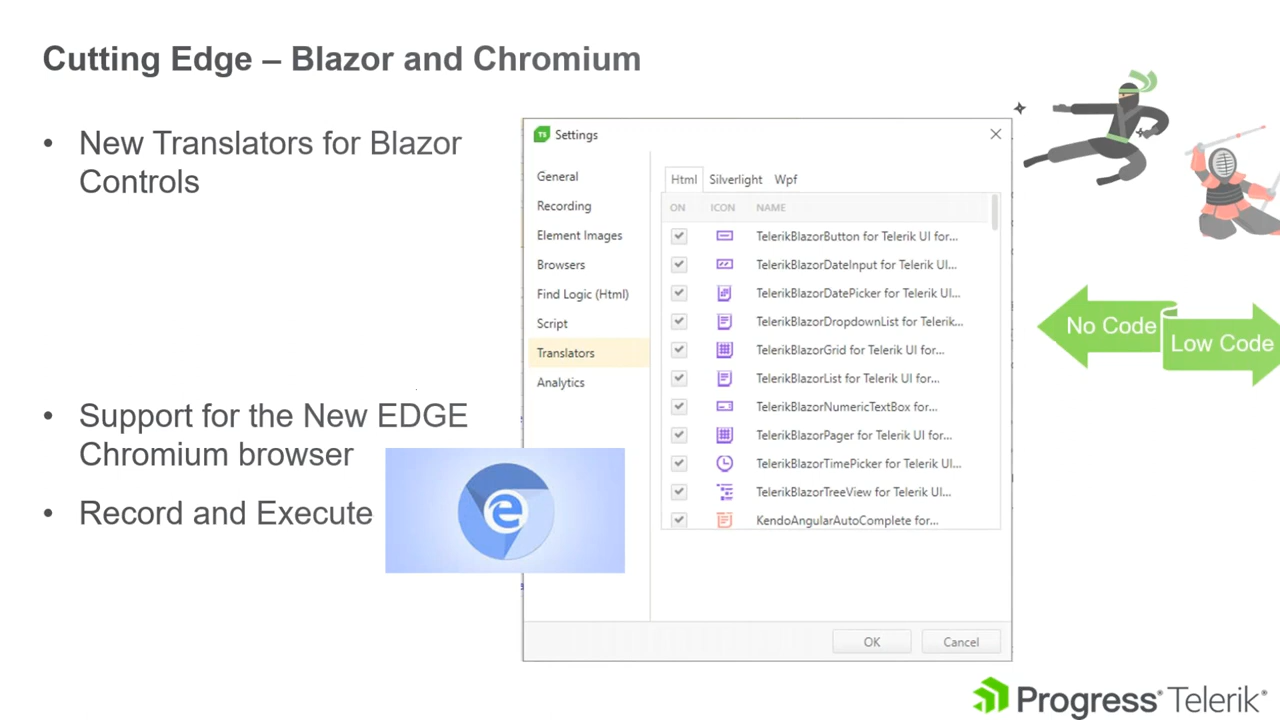 Cutting Edge – Blazor and Chromium
• New Translators for Blazor
Controls
• Support for the New EDGE
Chromium browser
• Record and Execute
TS Settings
General
Recording
Element Images
Browsers
Find Logic (Html)
Script
Translators
Analytics
Html Silverlight Wpf
ON ICON NAME
TelerikBlazorButton for Telerik UI for...
TelerikBlazorDateInput for Telerik UI...
TelerikBlazorDatePicker for Telerik UI...
TelerikBlazorDropdownList for Telerik...
TelerikBlazorGrid for Telerik UI for...
TelerikBlazorList for Telerik UI for...
TelerikBlazorNumericTextBox for...
TelerikBlazorPager for Telerik UI for...
TelerikBlazorTimePicker for Telerik UI...
TelerikBlazorTreeView for Telerik UI...
KendoAngularAutoComplete for...
OK Cancel
No Code
Low Code
Progress® Telerik®